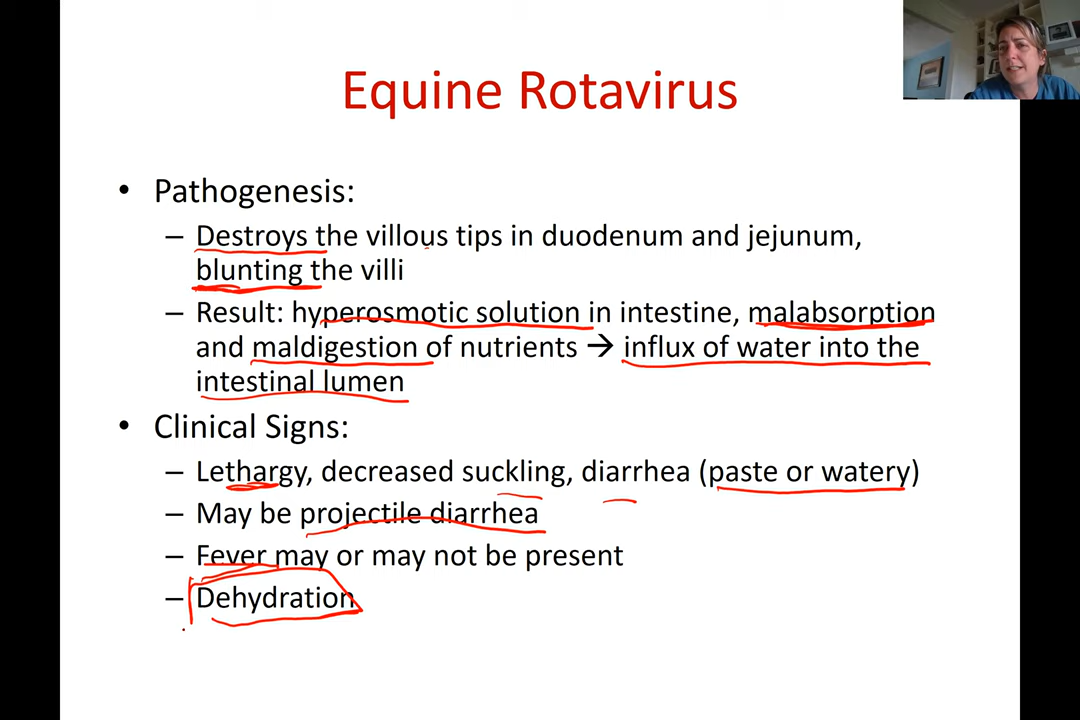 Equine Rotavirus
• Pathogenesis:
– Destroys the villous tips in duodenum and jejunum,
blunting the villi
– Result: hyperosmotic solution in intestine, malabsorption
and maldigestion of nutrients → influx of water into the
intestinal lumen
• Clinical Signs:
– Lethargy, decreased suckling, diarrhea (paste or watery)
– May be projectile diarrhea
– Fever may or may not be present
– Dehydration